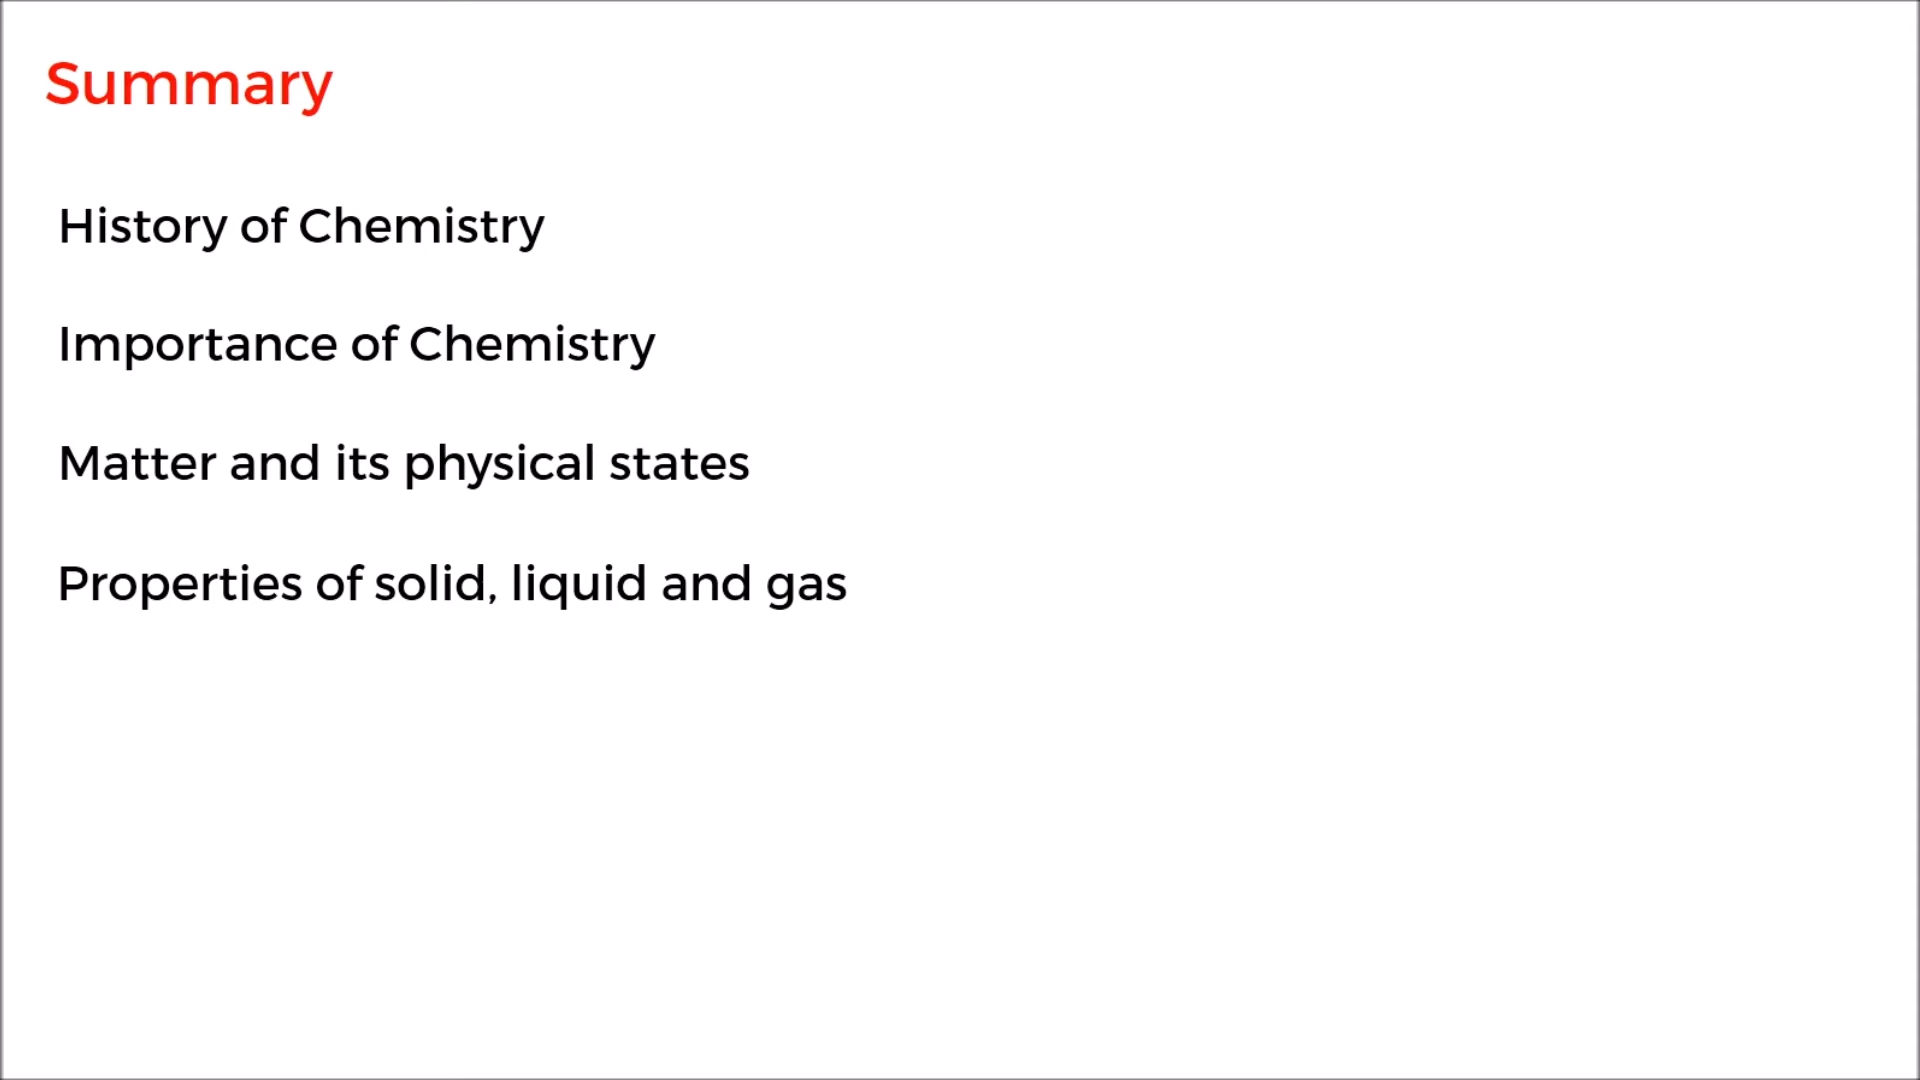 Summary
History of Chemistry
Importance of Chemistry
Matter and its physical states
Properties of solid, liquid and gas